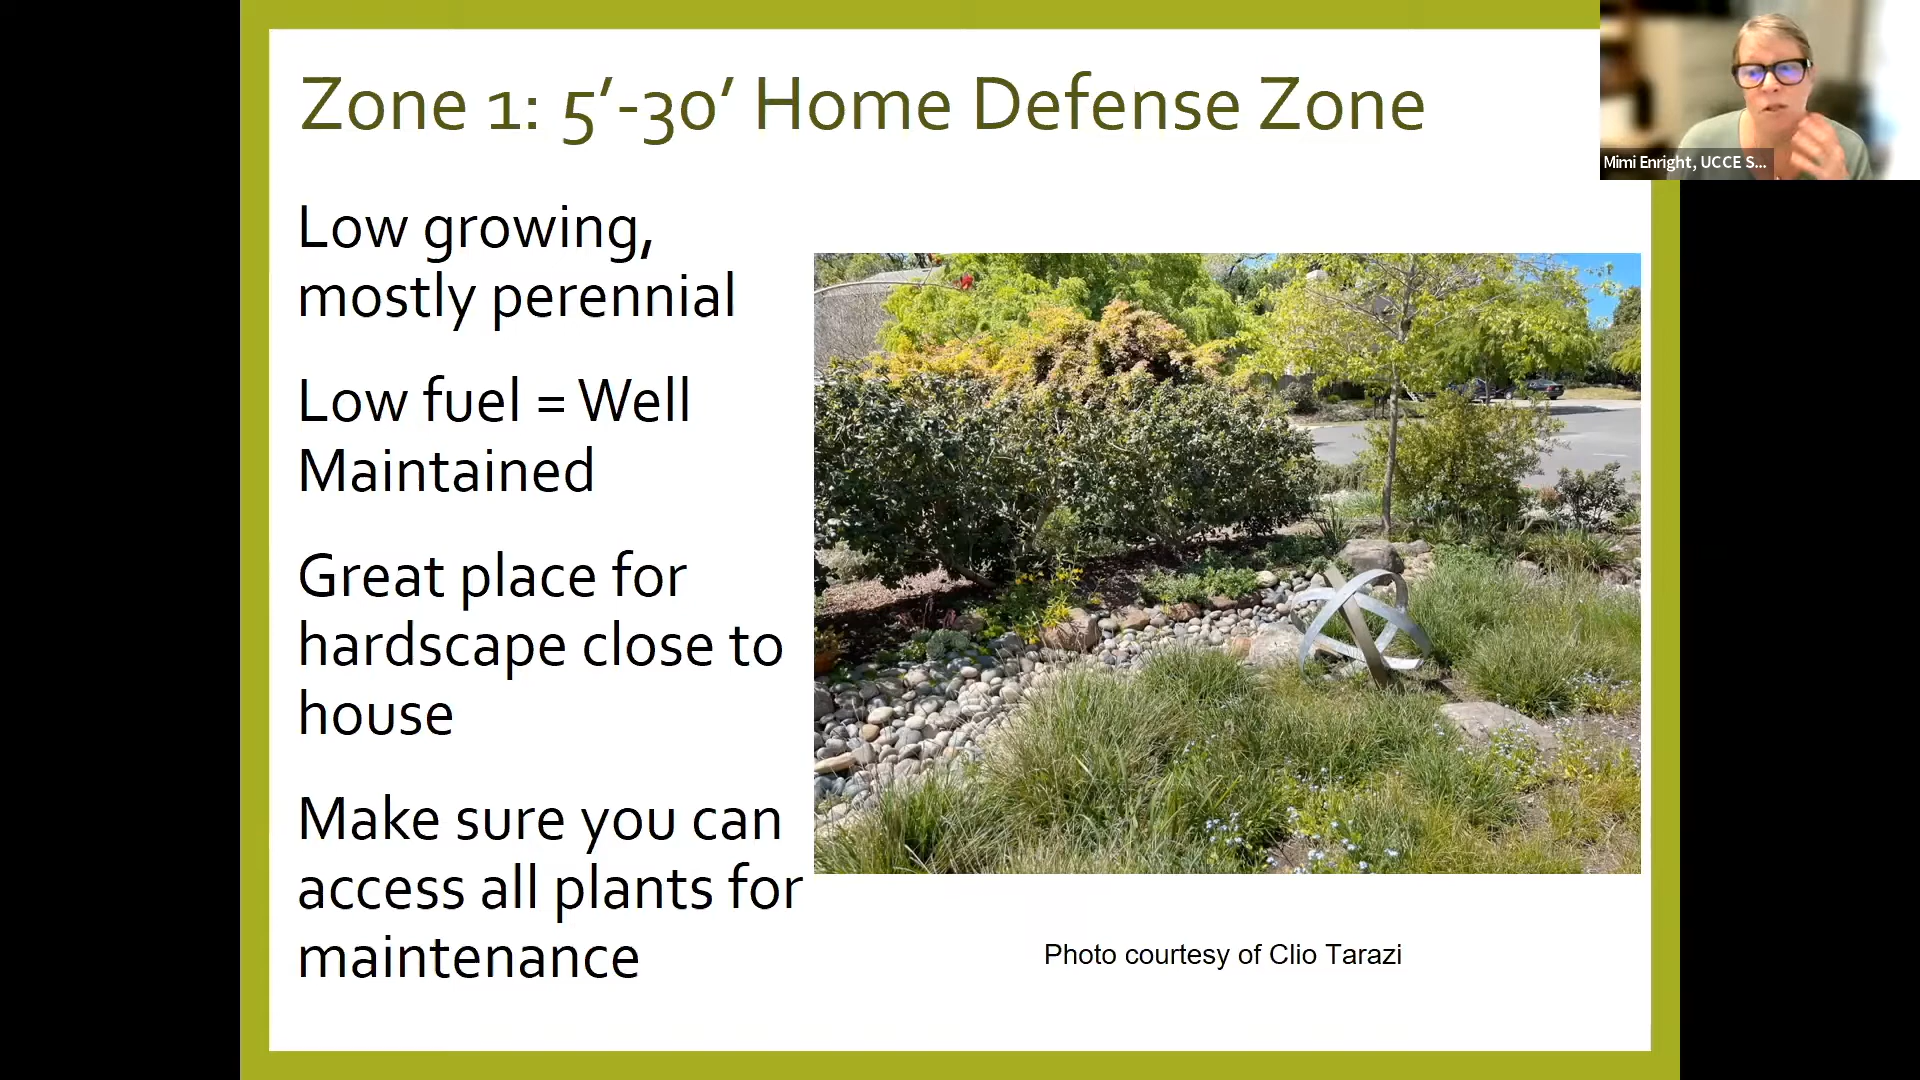 Zone 1: 5’-30’ Home Defense Zone
Mimi Enright, UCCE S...
Low growing,
mostly perennial
Low fuel = Well
Maintained
Great place for
hardscape close to
house
Make sure you can
access all plants for
maintenance
Photo courtesy of Clio Tarazi